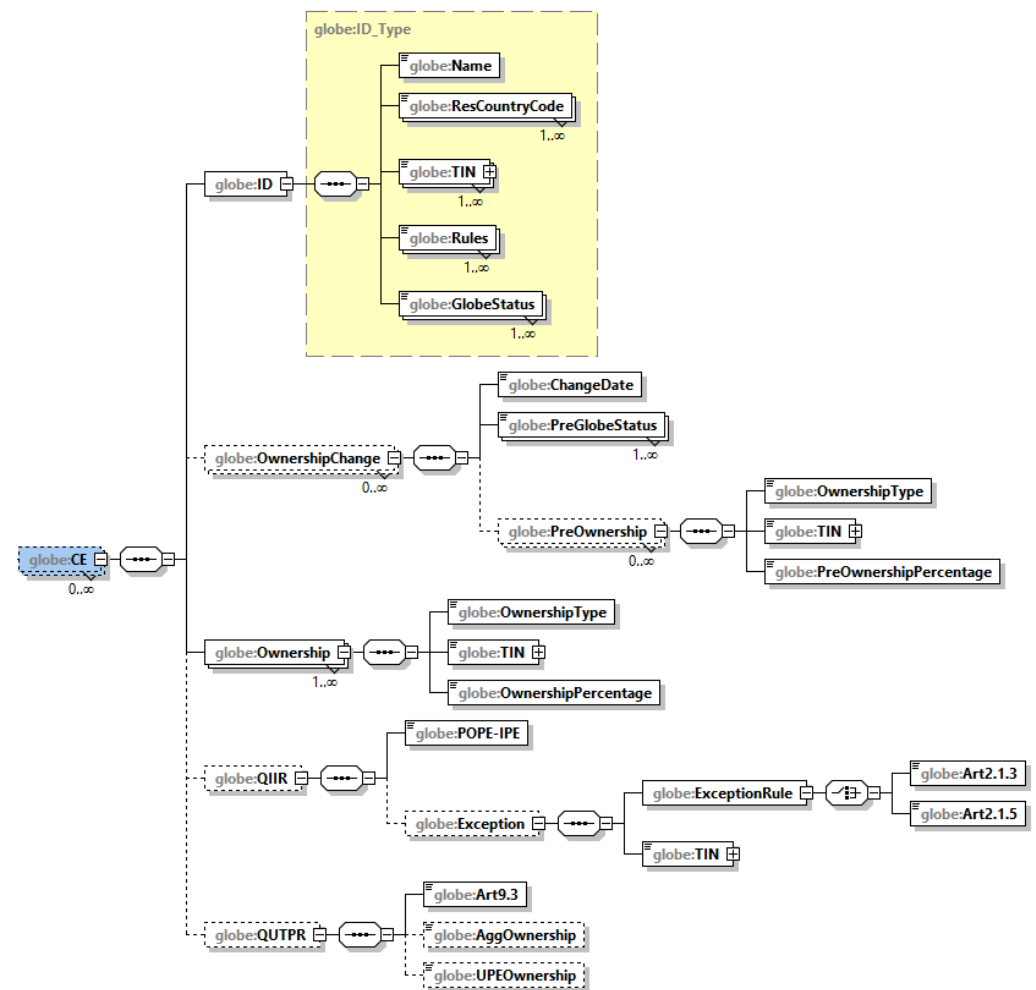 globe:ID_Type
globe:Name
globe:ResCountryCode
1..∞
globe:TIN
1..∞
globe:Rules
1..∞
globe:GlobeStatus
1..∞
globe:ID
globe:ChangeDate
globe:PreGlobeStatus
1..∞
globe:OwnershipChange
0..∞
globe:OwnershipType
globe:PreOwnership
0..∞
globe:TIN
globe:PreOwnershipPercentage
globe:CE
0..∞
globe:OwnershipType
globe:Ownership
1..∞
globe:TIN
globe:OwnershipPercentage
globe:POPE-IPE
globe:QIIR
globe:Exception
globe:ExceptionRule
globe:Art2.1.3
globe:Art2.1.5
globe:TIN
globe:Art9.3
globe:QUTPR
globe:AggOwnership
globe:UPEOwnership